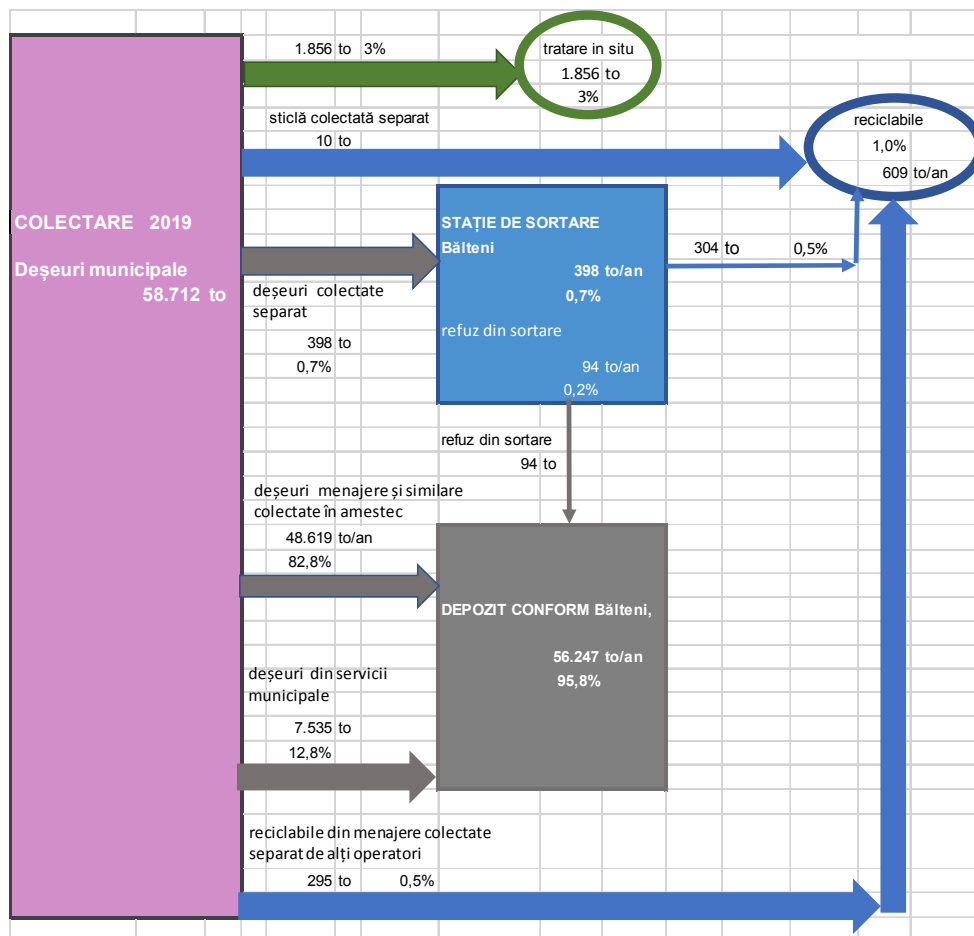 1.856 to 3%
tratare in situ
1.856 to
3%
sticlă colectată separat
10 to
reciclabile
1,0%
609 to/an
COLECTARE 2019
Deșeuri municipale
58.712 to
STAȚIE DE SORTARE
Bălteni
398 to/an
0,7%
refuz din sortare
94 to/an
0,2%
304 to 0,5%
deșeuri colectate
separat
398 to
0,7%
refuz din sortare
94 to
deșeuri menajere și similare
colectate în amestec
48.619 to/an
82,8%
DEPOZIT CONFORM Bălteni,
56.247 to/an
95,8%
deșeuri din servicii
municipale
7.535 to
12,8%
reciclabile din menajere colectate
separat de alți operatori
295 to 0,5%